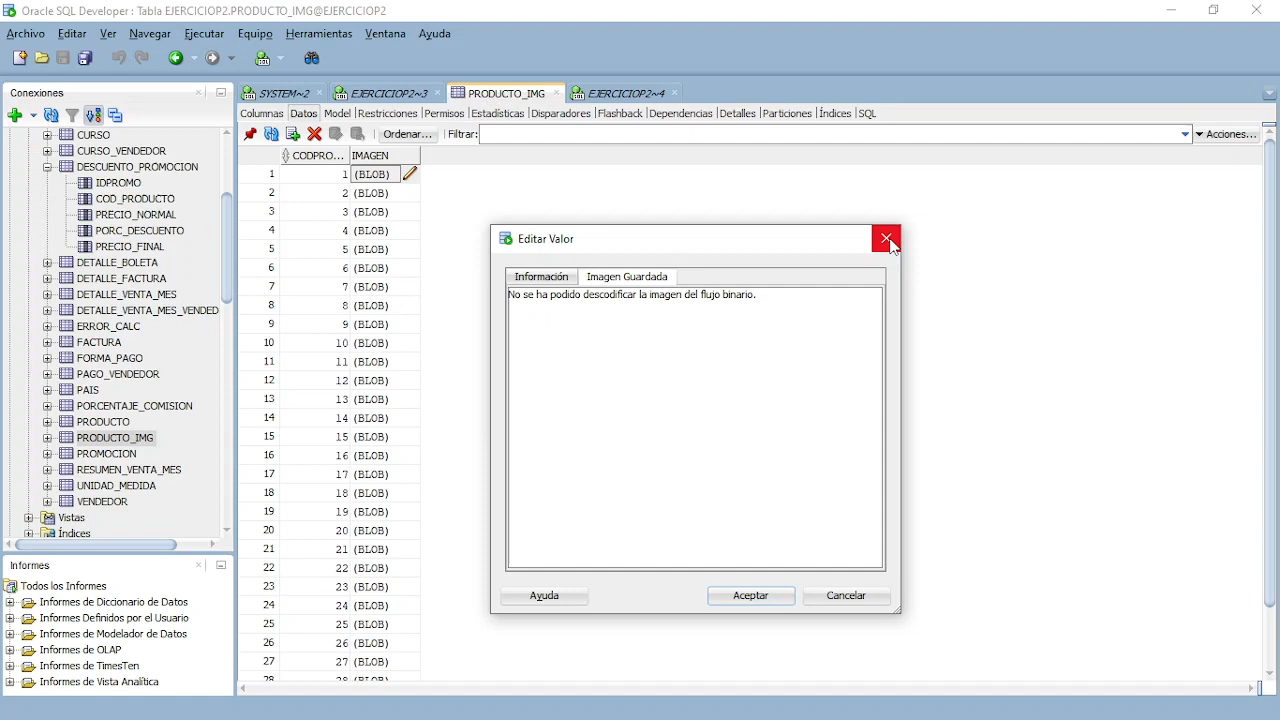 Oracle SQL Developer : Tabla EJERCICIOP2.PRODUCTO_IMG@EJERCICIOP2
Archivo Editar Ver Navegar Ejecutar Equipo Herramientas Ventana Ayuda
Conexiones
CURSO
CURSO_VENDEDOR
DESCUENTO_PROMOCION
IDPROMO
COD_PRODUCTO
PRECIO_NORMAL
PORC_DESCUENTO
PRECIO_FINAL
DETALLE_BOLETA
DETALLE_FACTURA
DETALLE_VENTA_MES
DETALLE_VENTA_MES_VENDED
ERROR_CALC
FACTURA
FORMA_PAGO
PAGO_VENDEDOR
PAIS
PORCENTAJE_COMISION
PRODUCTO
PRODUCTO_IMG
PROMOCION
RESUMEN_VENTA_MES
UNIDAD_MEDIDA
VENDEDOR
Vistas
Índices
Informes
Todos los Informes
Informes de Diccionario de Datos
Informes Definidos por el Usuario
Informes de Modelador de Datos
Informes de OLAP
Informes de TimesTen
Informes de Vista Analítica
SYSTEM~2 EJERCICIOP2~3 PRODUCTO_IMG EJERCICIOP2~4
Columnas Datos Model Restricciones Permisos Estadísticas Disparadores Flashback Dependencias Detalles Particiones Índices SQL
Ordenar... Filtrar: Acciones...
CODPRO... IMAGEN
1 1 (BLOB)
2 2 (BLOB)
3 3 (BLOB)
4 4 (BLOB)
5 5 (BLOB)
6 6 (BLOB)
7 7 (BLOB)
8 8 (BLOB)
9 9 (BLOB)
10 10 (BLOB)
11 11 (BLOB)
12 12 (BLOB)
13 13 (BLOB)
14 14 (BLOB)
15 15 (BLOB)
16 16 (BLOB)
17 17 (BLOB)
18 18 (BLOB)
19 19 (BLOB)
20 20 (BLOB)
21 21 (BLOB)
22 22 (BLOB)
23 23 (BLOB)
24 24 (BLOB)
25 25 (BLOB)
26 26 (BLOB)
27 27 (BLOB)
28 28 (BLOB)
Editar Valor
Información Imagen Guardada
No se ha podido descodificar la imagen del flujo binario.
Ayuda Aceptar Cancelar